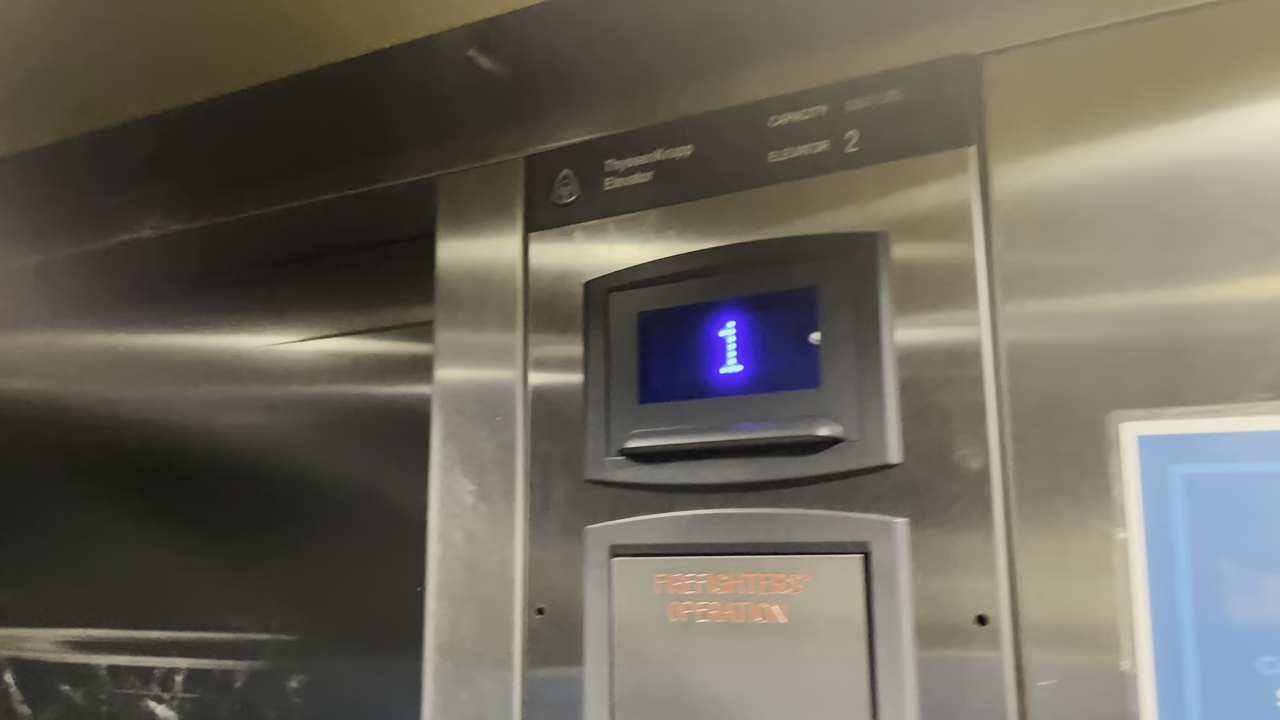 ThyssenKrupp
Elevator
CAPACITY
ELEVATOR 2
1
FIREFIGHTERS'
OPERATION